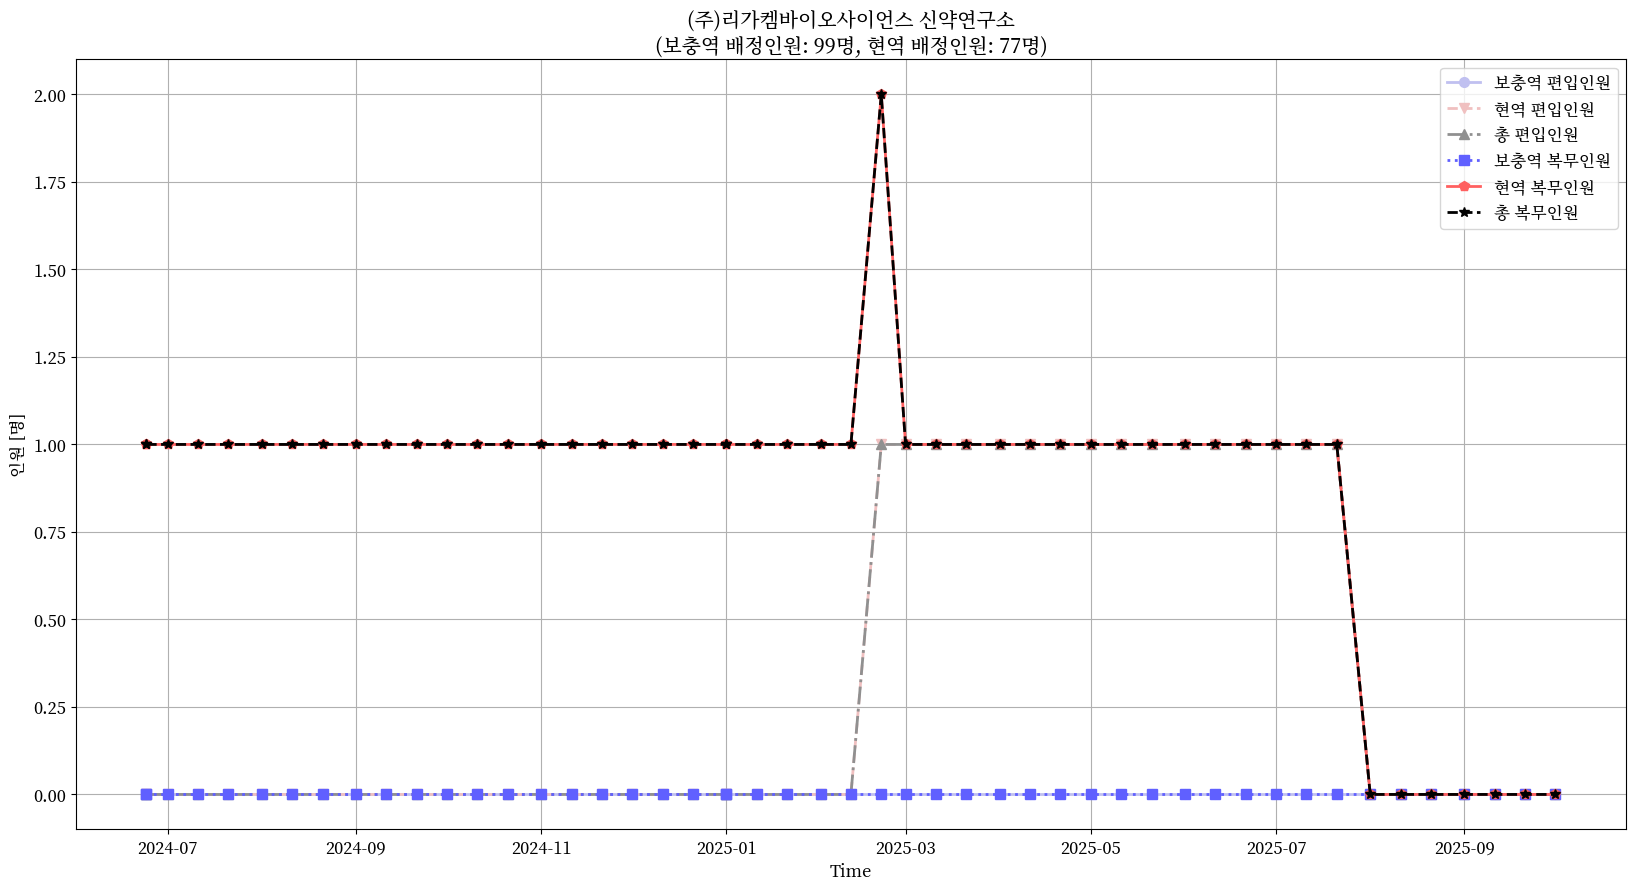 (주)리가켐바이오사이언스 신약연구소
(보충역 배정인원: 99명, 현역 배정인원: 77명)
보충역 편입인원
현역 편입인원
총 편입인원
보충역 복무인원
현역 복무인원
총 복무인원
인원 [명]
2.00
1.75
1.50
1.25
1.00
0.75
0.50
0.25
0.00
2024-07 2024-09 2024-11 2025-01 2025-03 2025-05 2025-07 2025-09
Time